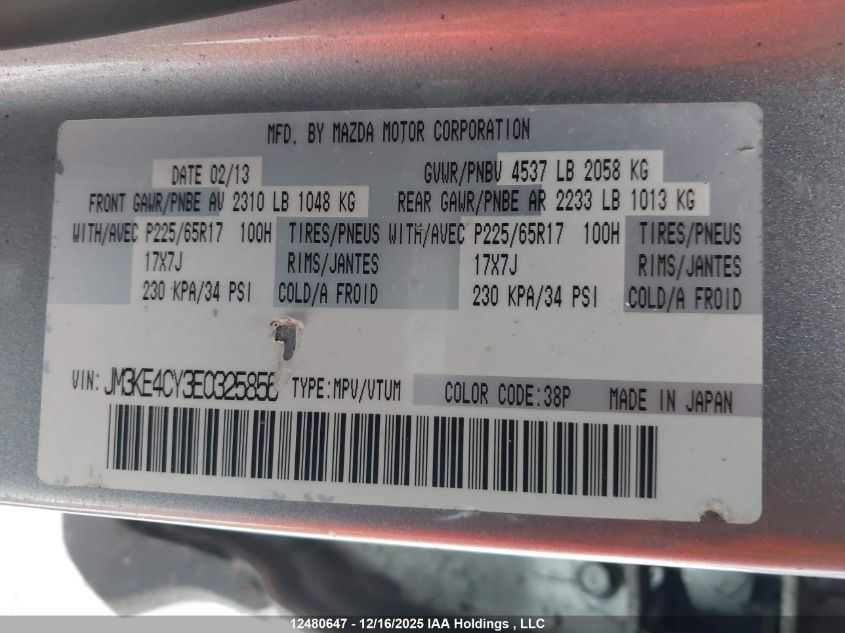 MFD. BY MAZDA MOTOR CORPORATION
DATE 02/13 GVWR/PNBV 4537 LB 2058 KG
FRONT GAWR/PNBE AV 2310 LB 1048 KG REAR GAWR/PNBE AR 2233 LB 1013 KG
WITH/AVEC P225/65R17 100H TIRES/PNEUS WITH/AVEC P225/65R17 100H TIRES/PNEUS
17X7J RIMS/JANTES 17X7J RIMS/JANTES
230 KPA/34 PSI COLD/A FROID 230 KPA/34 PSI COLD/A FROID
VIN: JM3KE4CY3E0325856 TYPE:MPV/VTUM COLOR CODE:38P MADE IN JAPAN
12480647 - 12/16/2025 IAA Holdings , LLC